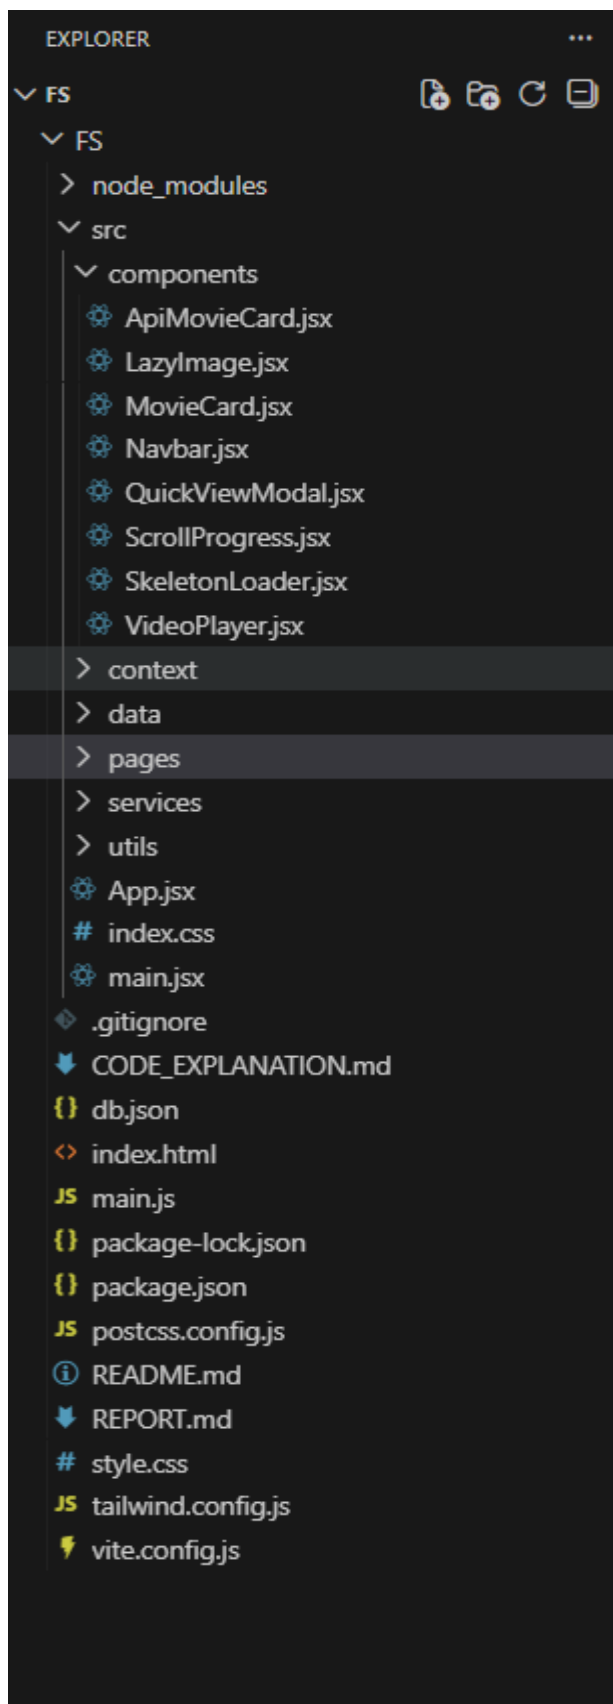 EXPLORER
FS
FS
node_modules
src
components
ApiMovieCard.jsx
LazyImage.jsx
MovieCard.jsx
Navbar.jsx
QuickViewModal.jsx
ScrollProgress.jsx
SkeletonLoader.jsx
VideoPlayer.jsx
context
data
pages
services
utils
App.jsx
# index.css
main.jsx
.gitignore
CODE_EXPLANATION.md
{} db.json
<> index.html
JS main.js
{} package-lock.json
{} package.json
JS postcss.config.js
README.md
REPORT.md
# style.css
JS tailwind.config.js
vite.config.js